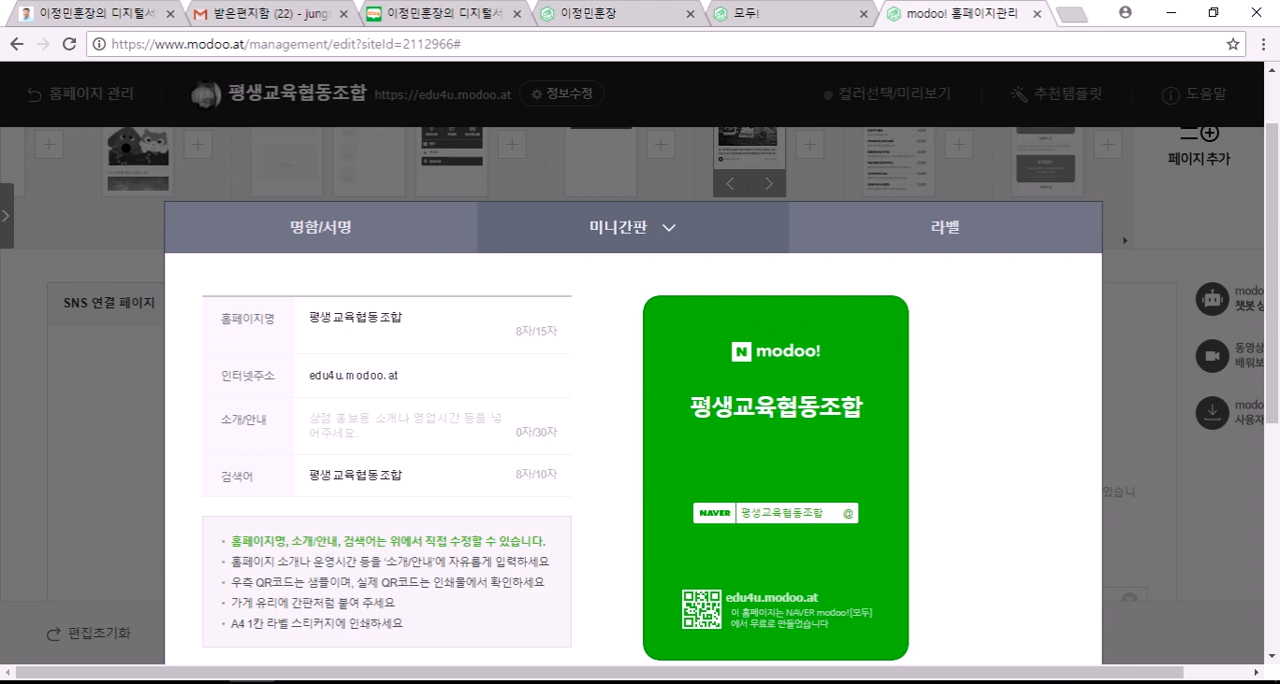 이정민훈장의 디지털서
받은편지함 (22) - jung
이정민훈장의 디지털서
이정민훈장
모두!
modoo! 홈페이지관리
https://www.modoo.at/management/edit?siteId=2112966#
홈페이지 관리
평생교육협동조합 https://edu4u.modoo.at 정보수정
컬러선택/미리보기
추천템플릿
도움말
페이지 추가
명함/서명
미니간판
라벨
SNS 연결 페이지
홈페이지명 평생교육협동조합
8자/15자
인터넷주소 edu4u.modoo.at
소개/안내 상점 홍보용 소개나 영업시간 등을 넣
어주세요. 0자/30자
검색어 평생교육협동조합 8자/10자
• 홈페이지명, 소개/안내, 검색어는 위에서 직접 수정할 수 있습니다.
• 홈페이지 소개나 운영시간 등을 '소개/안내'에 자유롭게 입력하세요
• 우측 QR코드는 샘플이며, 실제 QR코드는 인쇄물에서 확인하세요
• 가게 유리에 간판처럼 붙여 주세요
• A4 1칸 라벨 스티커지에 인쇄하세요
N modoo!
평생교육협동조합
NAVER 평생교육협동조합 @
edu4u.modoo.at
이 홈페이지는 NAVER modoo![모두]
에서 무료로 만들었습니다
modo
챗봇 상
동영상
배워보
modo
사용자
있습니
편집초기화